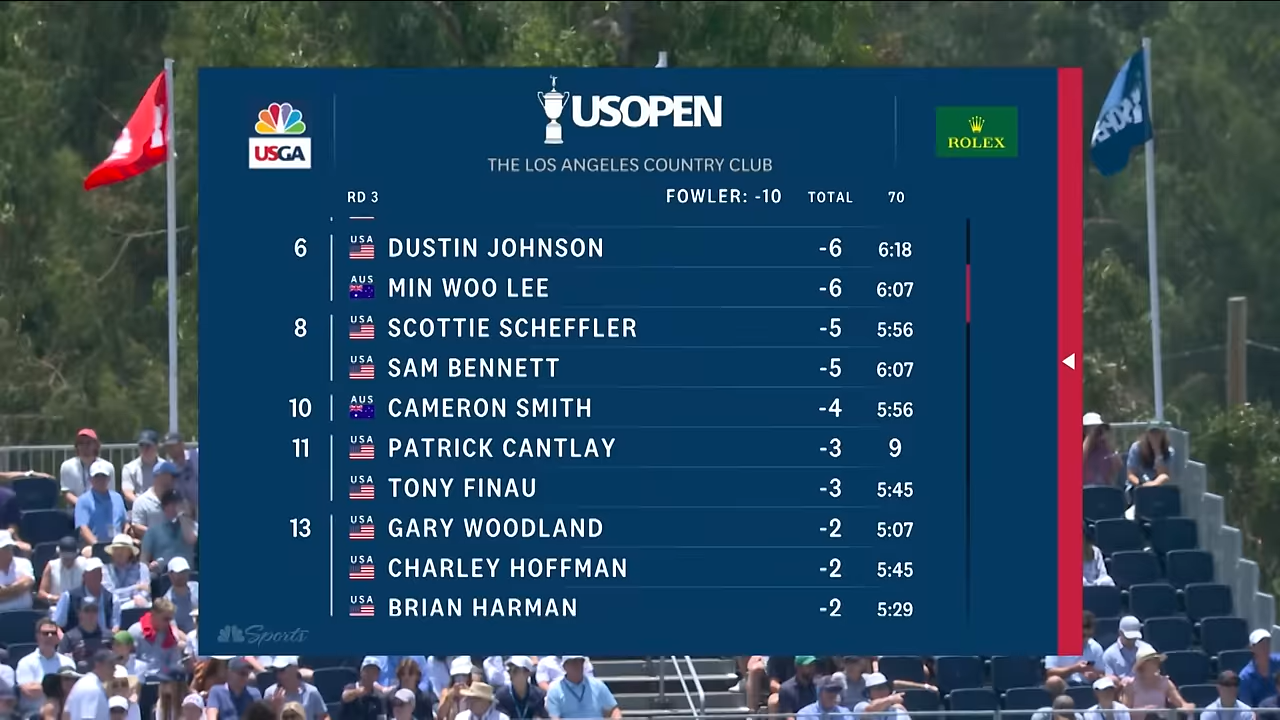 USOPEN
USGA
ROLEX
THE LOS ANGELES COUNTRY CLUB
RD 3 FOWLER: -10 TOTAL 70
6 USA DUSTIN JOHNSON -6 6:18
AUS MIN WOO LEE -6 6:07
8 USA SCOTTIE SCHEFFLER -5 5:56
USA SAM BENNETT -5 6:07
10 AUS CAMERON SMITH -4 5:56
11 USA PATRICK CANTLAY -3 9
USA TONY FINAU -3 5:45
13 USA GARY WOODLAND -2 5:07
USA CHARLEY HOFFMAN -2 5:45
USA BRIAN HARMAN -2 5:29
Sports